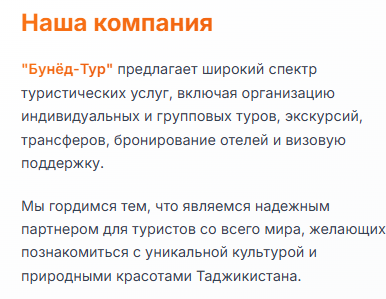 Наша компания
"Бунёд-Тур" предлагает широкий спектр
туристических услуг, включая организацию
индивидуальных и групповых туров, экскурсий,
трансферов, бронирование отелей и визовую
поддержку.
Мы гордимся тем, что являемся надежным
партнером для туристов со всего мира, желающих
познакомиться с уникальной культурой и
природными красотами Таджикистана.